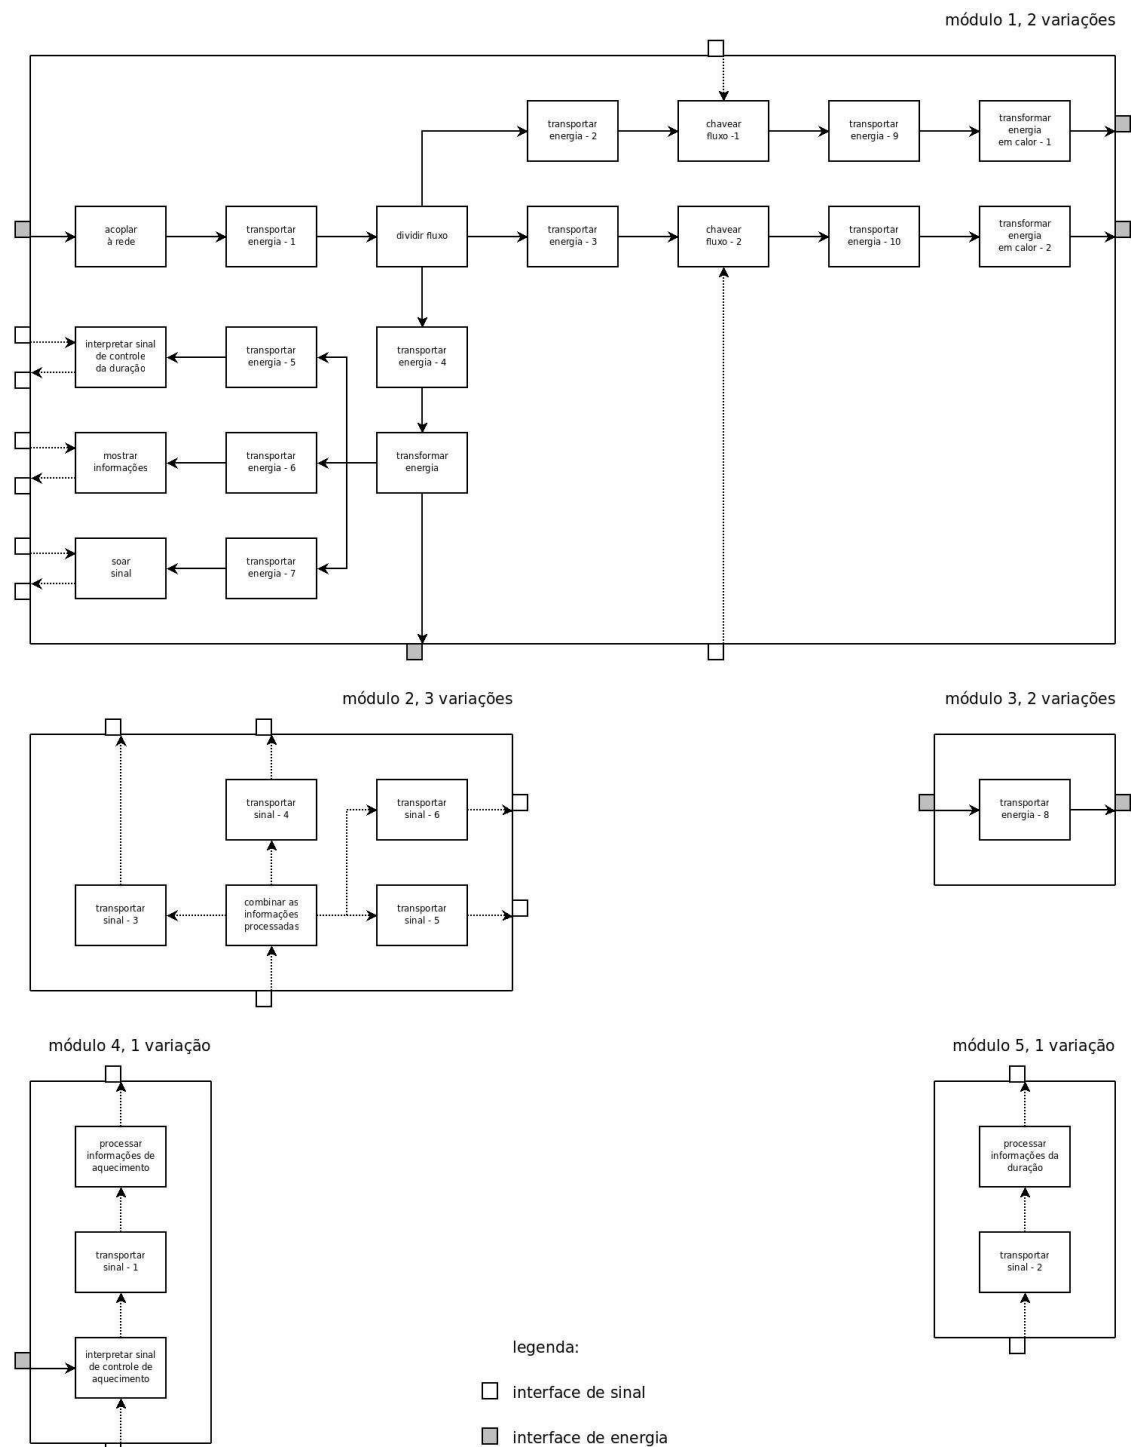 módulo 1, 2 variações
transportar
energia - 2
chavear
fluxo -1
transportar
energia - 9
transformar
energia
em calor - 1
acoplar
à rede
transportar
energia - 1
dividir fluxo
transportar
energia - 3
chavear
fluxo - 2
transportar
energia - 10
transformar
energia
em calor - 2
interpretar sinal
de controle
da duração
transportar
energia - 5
transportar
energia - 4
mostrar
informações
transportar
energia - 6
transformar
energia
soar
sinal
transportar
energia - 7
módulo 2, 3 variações
módulo 3, 2 variações
transportar
sinal - 4
transportar
sinal - 6
transportar
energia - 8
transportar
sinal - 3
combinar as
informações
processadas
transportar
sinal - 5
módulo 4, 1 variação
módulo 5, 1 variação
processar
informações de
aquecimento
processar
informações da
duração
transportar
sinal - 1
transportar
sinal - 2
interpretar sinal
de controle de
aquecimento
legenda:
interface de sinal
interface de energia